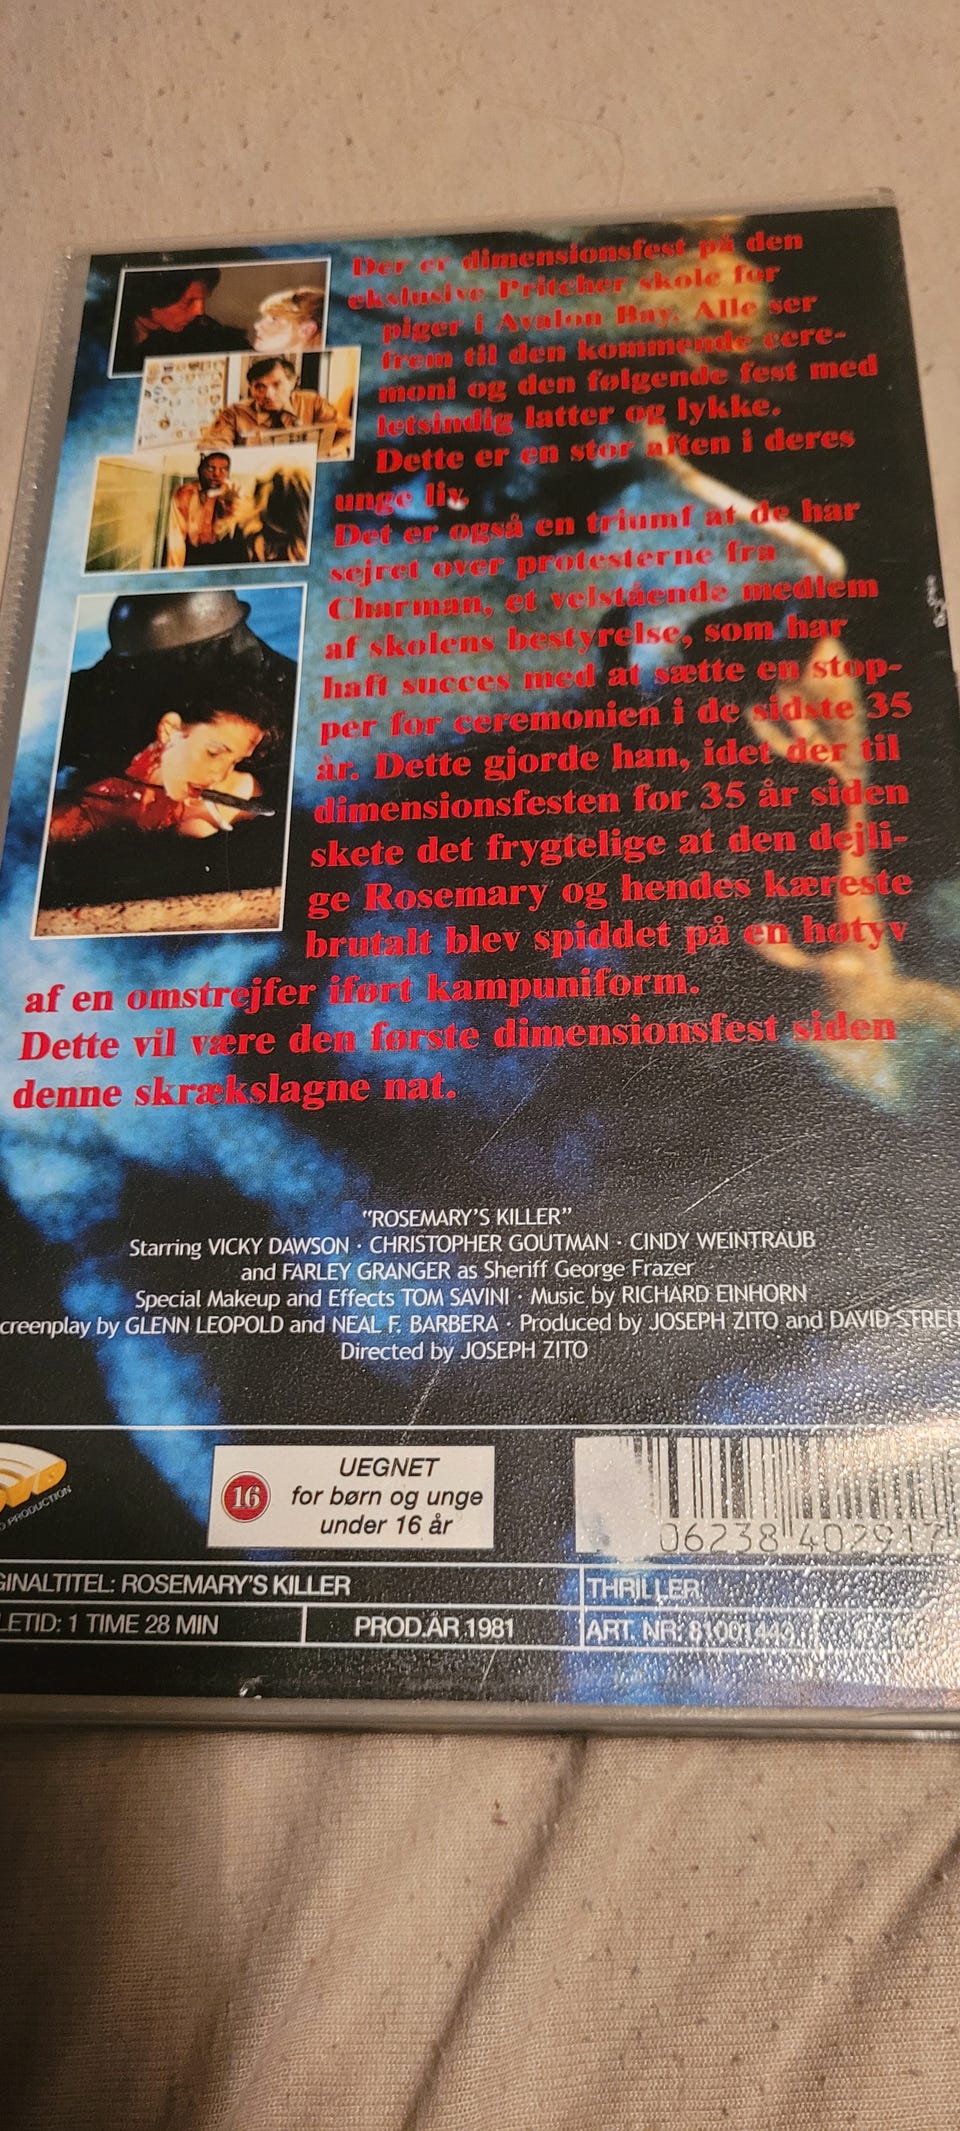 Der er dimensionsfest på den
ekslusive Pritcher skole for
piger i Avalon Bay. Alle ser
frem til den kommende cere-
moni og den følgende fest med
letsindig latter og lykke.
Dette er en stor aften i deres
unge liv.
Det er også en triumf at de har
sejret over protesterne fra
Charman, et velstående medlem
af skolens bestyrelse, som har
haft succes med at sætte en stop-
per for ceremonien i de sidste 35
år. Dette gjorde han, idet der til
dimensionsfesten for 35 år siden
skete det frygtelige at den dejli-
ge Rosemary og hendes kæreste
brutalt blev spiddet på en høtyv
af en omstrejfer iført kampuniform.
Dette vil være den første dimensionsfest siden
denne skrækslagne nat.
"ROSEMARY'S KILLER"
Starring VICKY DAWSON · CHRISTOPHER GOUTMAN · CINDY WEINTRAUB
and FARLEY GRANGER as Sheriff George Frazer
Special Makeup and Effects TOM SAVINI · Music by RICHARD EINHORN
creenplay by GLENN LEOPOLD and NEAL F. BARBERA · Produced by JOSEPH ZITO and DAVID STREIT
Directed by JOSEPH ZITO
PRODUCTION
16
UEGNET
for børn og unge
under 16 år
06238 402917
GINALTITEL: ROSEMARY'S KILLER
THRILLER
LETID: 1 TIME 28 MIN
PROD.ÅR 1981
ART. NR: